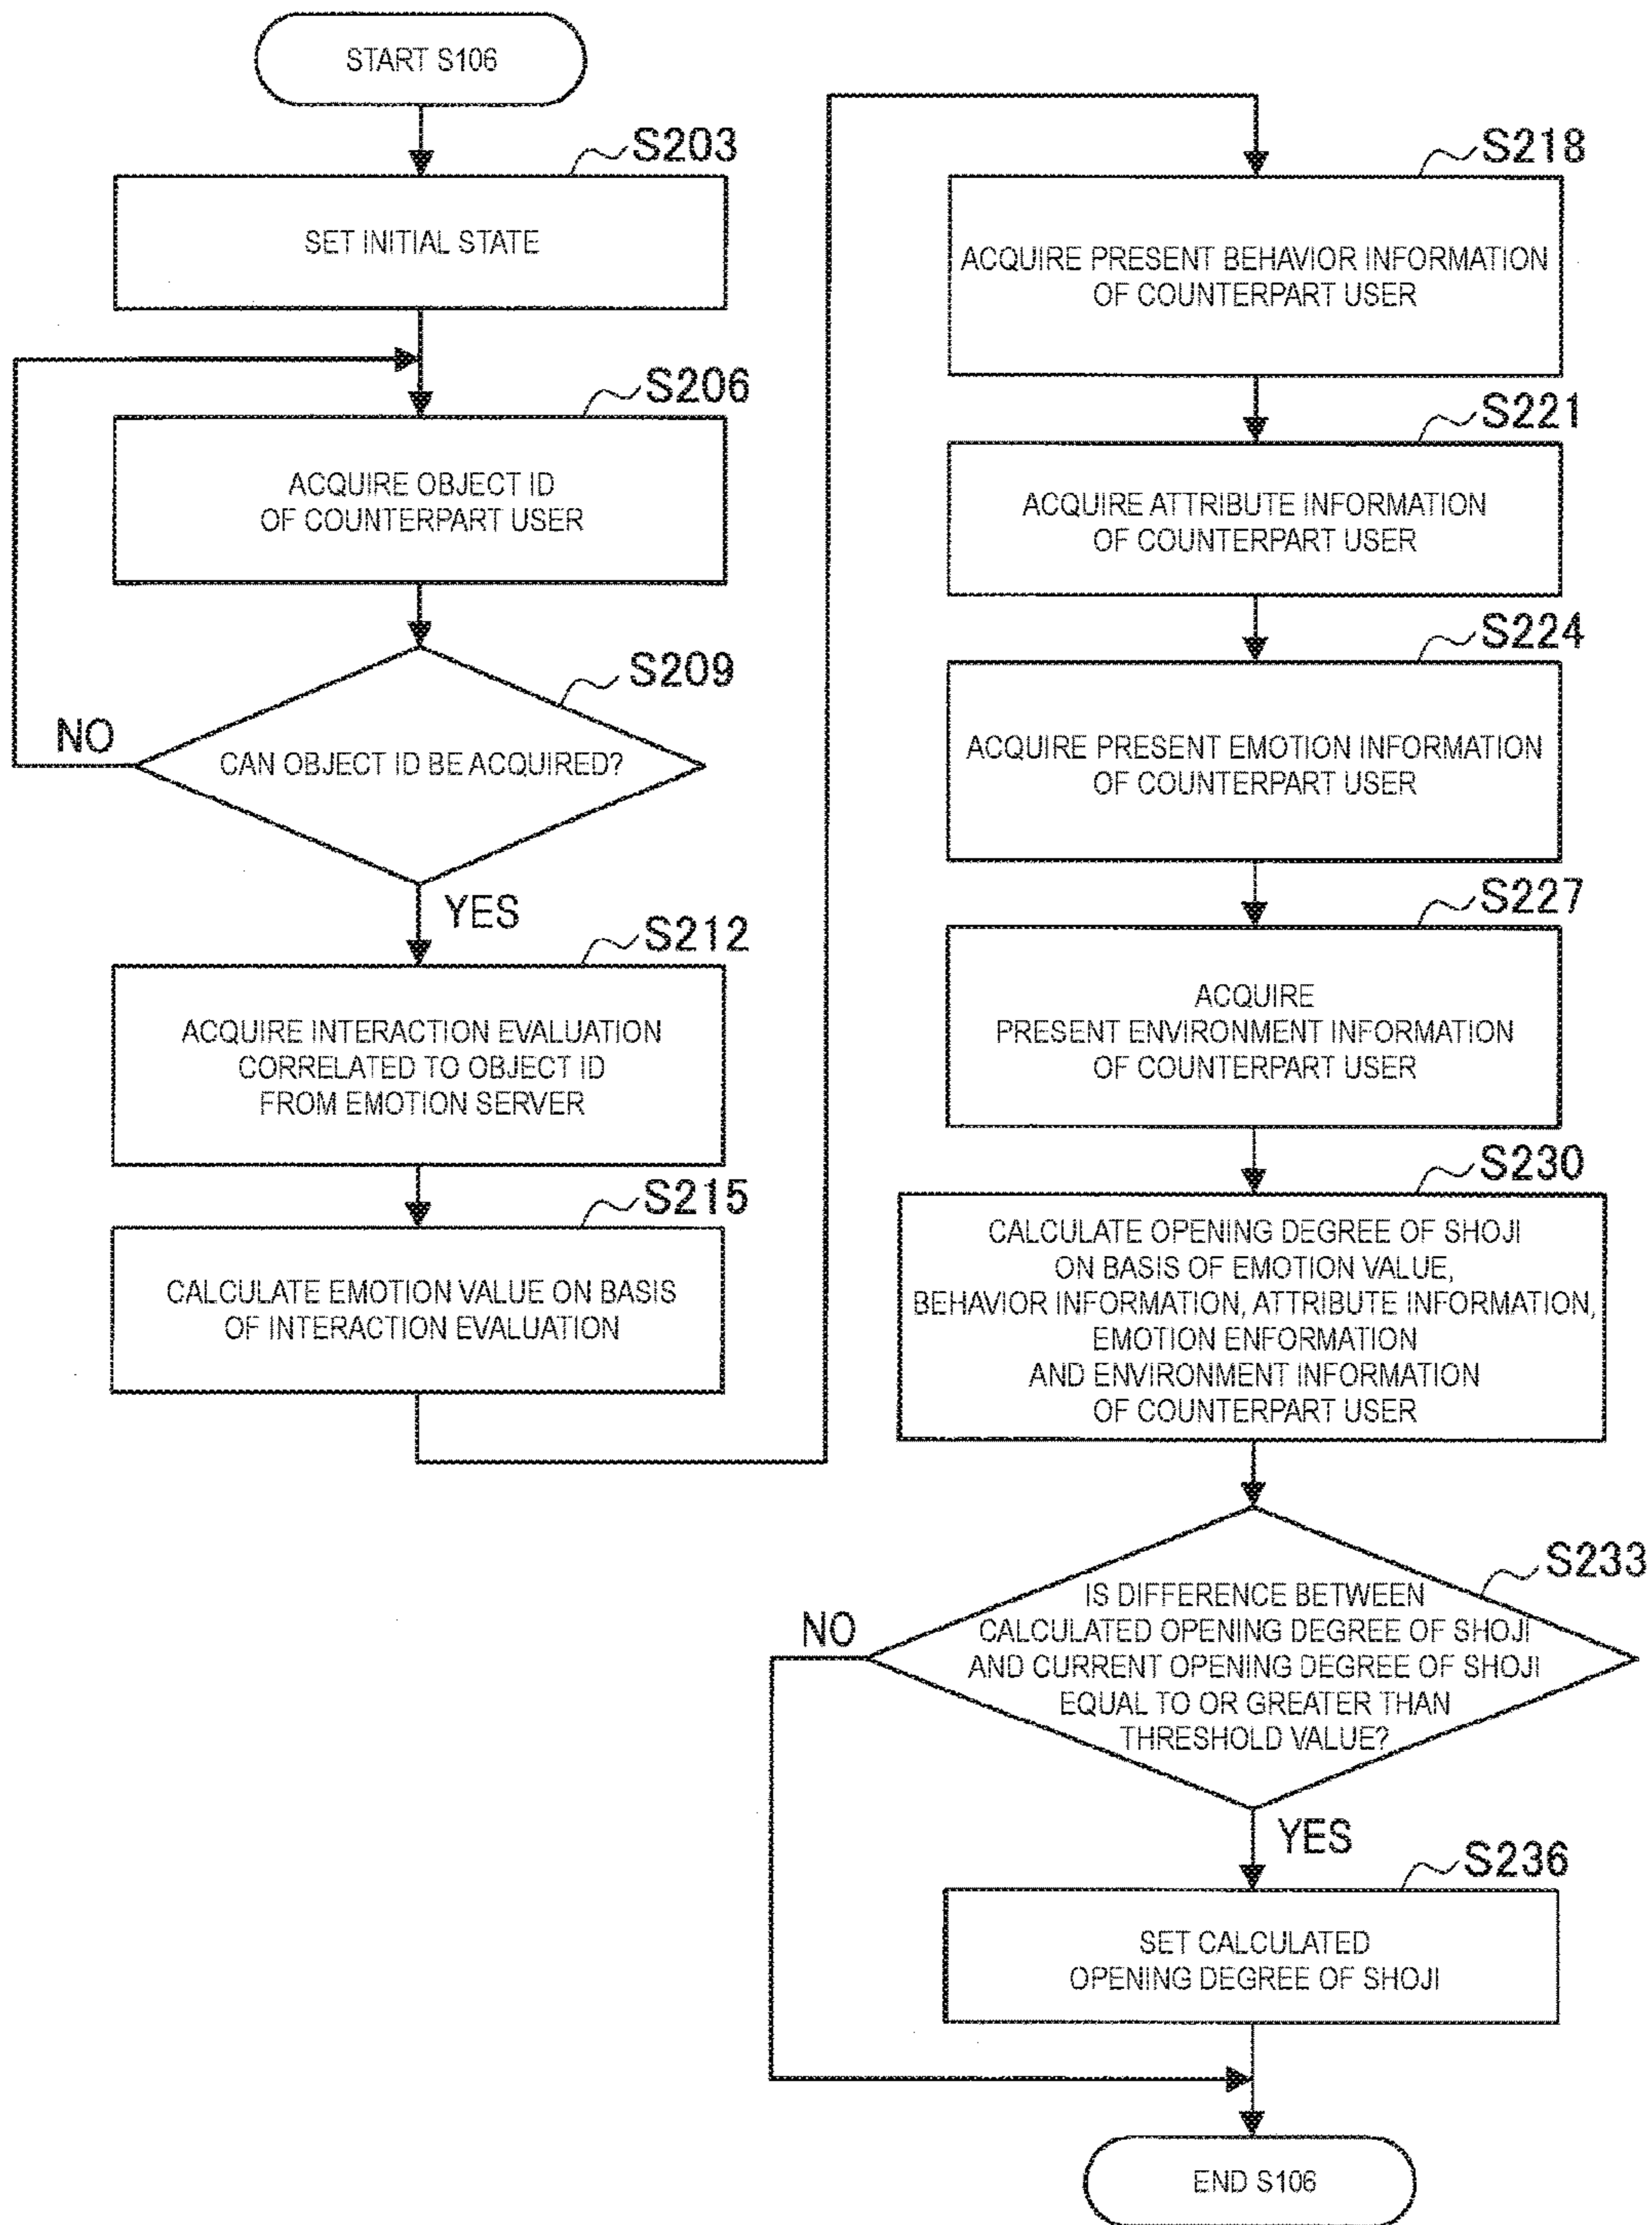 START S106
S203
SET INITIAL STATE
S206
ACQUIRE OBJECT ID
OF COUNTERPART USER
S209
NO
CAN OBJECT ID BE ACQUIRED?
YES
S212
ACQUIRE INTERACTION EVALUATION
CORRELATED TO OBJECT ID
FROM EMOTION SERVER
S215
CALCULATE EMOTION VALUE ON BASIS
OF INTERACTION EVALUATION
S218
ACQUIRE PRESENT BEHAVIOR INFORMATION
OF COUNTERPART USER
S221
ACQUIRE ATTRIBUTE INFORMATION
OF COUNTERPART USER
S224
ACQUIRE PRESENT EMOTION INFORMATION
OF COUNTERPART USER
S227
ACQUIRE
PRESENT ENVIRONMENT INFORMATION
OF COUNTERPART USER
S230
CALCULATE OPENING DEGREE OF SHOJI
ON BASIS OF EMOTION VALUE,
BEHAVIOR INFORMATION, ATTRIBUTE INFORMATION,
EMOTION ENFORMATION
AND ENVIRONMENT INFORMATION
OF COUNTERPART USER
S233
IS DIFFERENCE BETWEEN
CALCULATED OPENING DEGREE OF SHOJI
AND CURRENT OPENING DEGREE OF SHOJI
EQUAL TO OR GREATER THAN
THRESHOLD VALUE?
NO
YES
S236
SET CALCULATED
OPENING DEGREE OF SHOJI
END S106